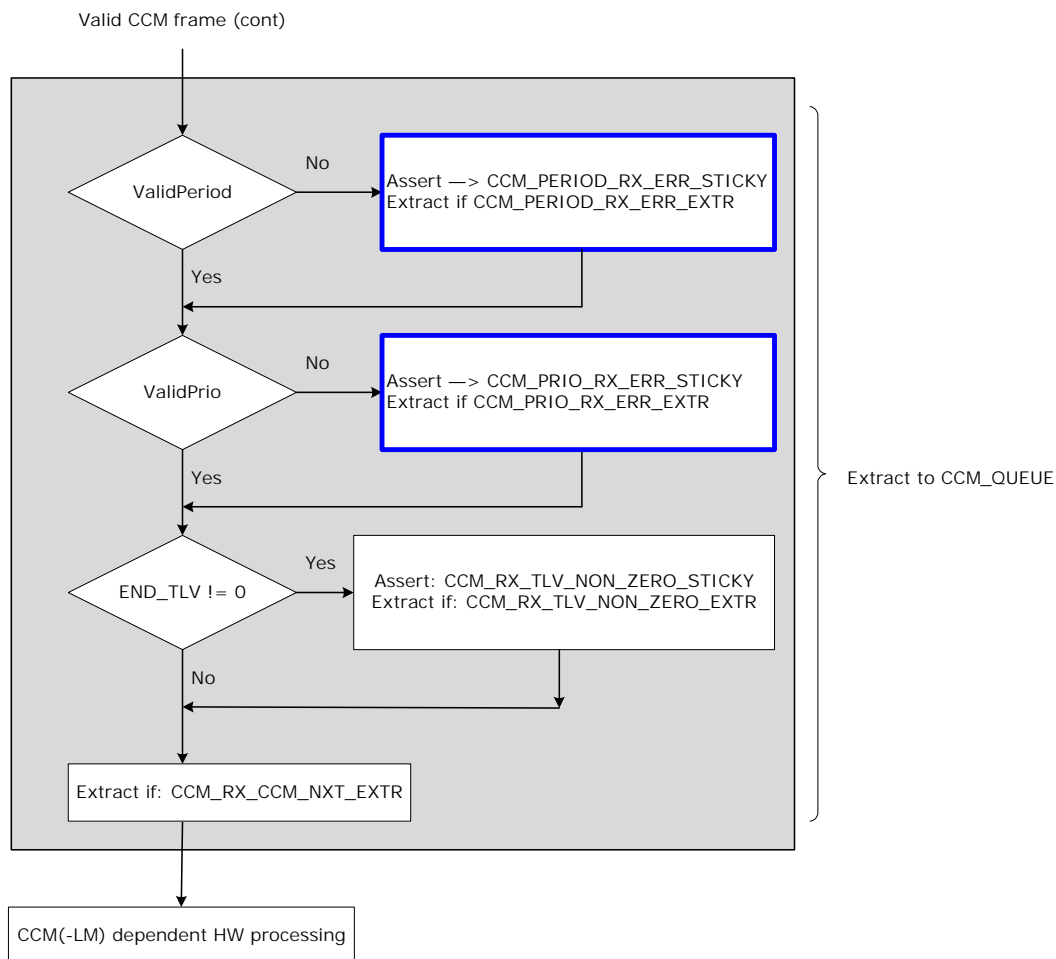 Valid CCM frame (cont)
ValidPeriod
No
Assert —> CCM_PERIOD_RX_ERR_STICKY
Extract if CCM_PERIOD_RX_ERR_EXTR
Yes
ValidPrio
No
Assert —> CCM_PRIO_RX_ERR_STICKY
Extract if CCM_PRIO_RX_ERR_EXTR
Yes
Extract to CCM_QUEUE
END_TLV != 0
Yes
Assert: CCM_RX_TLV_NON_ZERO_STICKY
Extract if: CCM_RX_TLV_NON_ZERO_EXTR
No
Extract if: CCM_RX_CCM_NXT_EXTR
CCM(-LM) dependent HW processing